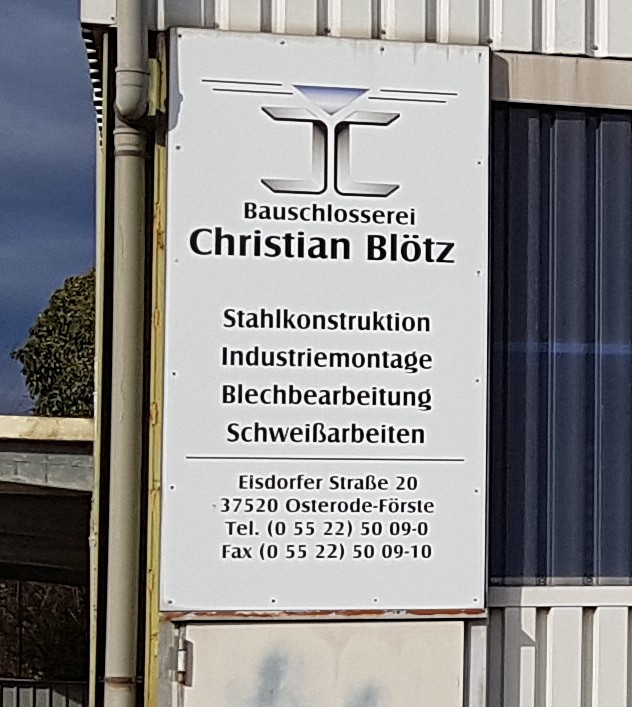 Bauschlosserei
Christian Blötz
Stahlkonstruktion
Industriemontage
Blechbearbeitung
Schweißarbeiten
Eisdorfer Straße 20
37520 Osterode-Förste
Tel. (0 55 22) 50 09-0
Fax (0 55 22) 50 09-10